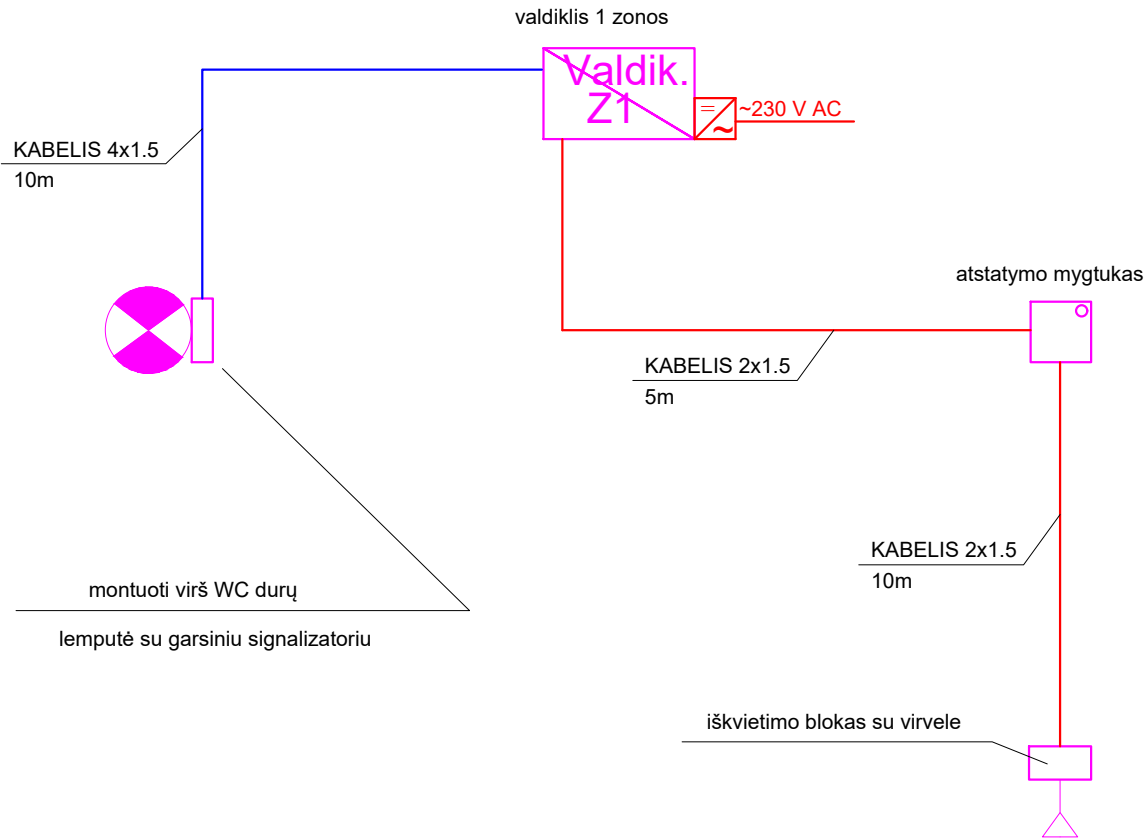 valdiklis 1 zonos
Valdik.
Z1
~230 V AC
KABELIS 4x1.5
10m
atstatymo mygtukas
KABELIS 2x1.5
5m
KABELIS 2x1.5
10m
montuoti virš WC durų
lemputė su garsiniu signalizatoriu
iškvietimo blokas su virvele